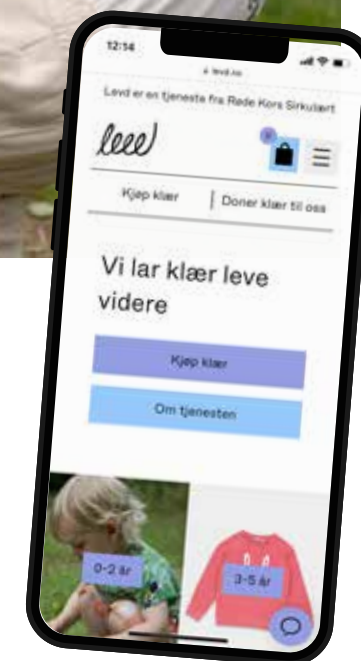 12:14
levd.no
Levd er en tjeneste fra Røde Kors Sirkulært
Kjøp klær
Doner klær til oss
Vi lar klær leve
videre
Kjøp klær
Om tjenesten
0-2 år
3-5 år